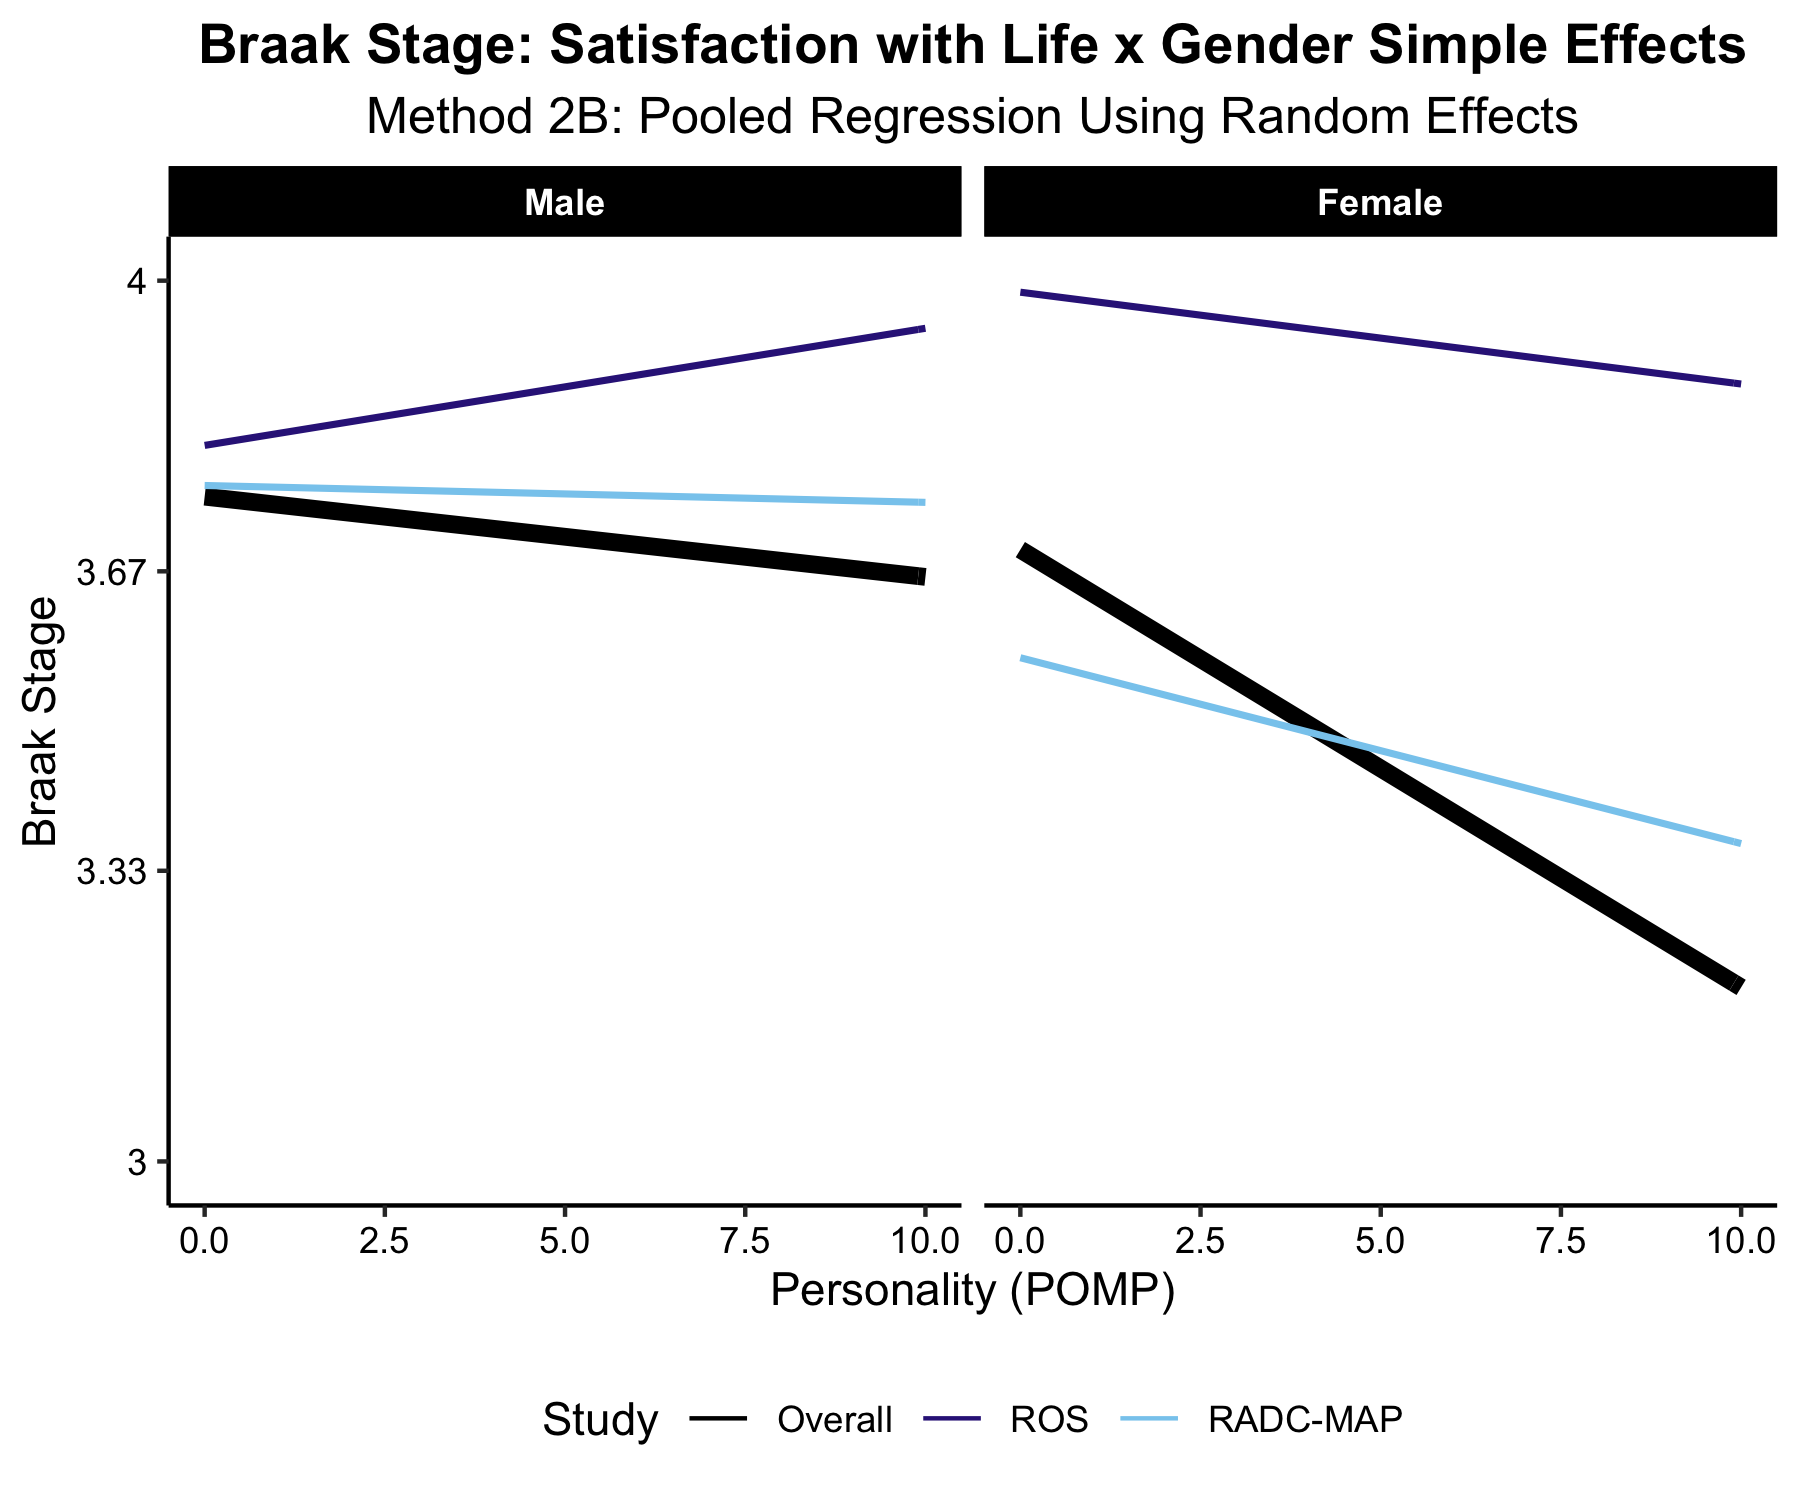 Braak Stage: Satisfaction with Life x Gender Simple Effects
Method 2B: Pooled Regression Using Random Effects
Male Female
4
3.67
3.33
3
Braak Stage
0.0 2.5 5.0 7.5 10.0 0.0 2.5 5.0 7.5 10.0
Personality (POMP)
Study Overall ROS RADC-MAP